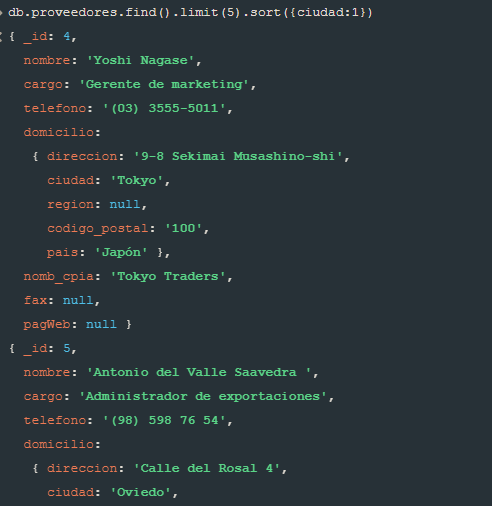 db.proveedores.find().limit(5).sort({ciudad:1})
{ _id: 4,
nombre: 'Yoshi Nagase',
cargo: 'Gerente de marketing',
telefono: '(03) 3555-5011',
domicilio:
{ direccion: '9-8 Sekimai Musashino-shi',
ciudad: 'Tokyo',
region: null,
codigo_postal: '100',
pais: 'Japón' },
nomb_cpia: 'Tokyo Traders',
fax: null,
pagWeb: null }
{ _id: 5,
nombre: 'Antonio del Valle Saavedra ',
cargo: 'Administrador de exportaciones',
telefono: '(98) 598 76 54',
domicilio:
{ direccion: 'Calle del Rosal 4',
ciudad: 'Oviedo',